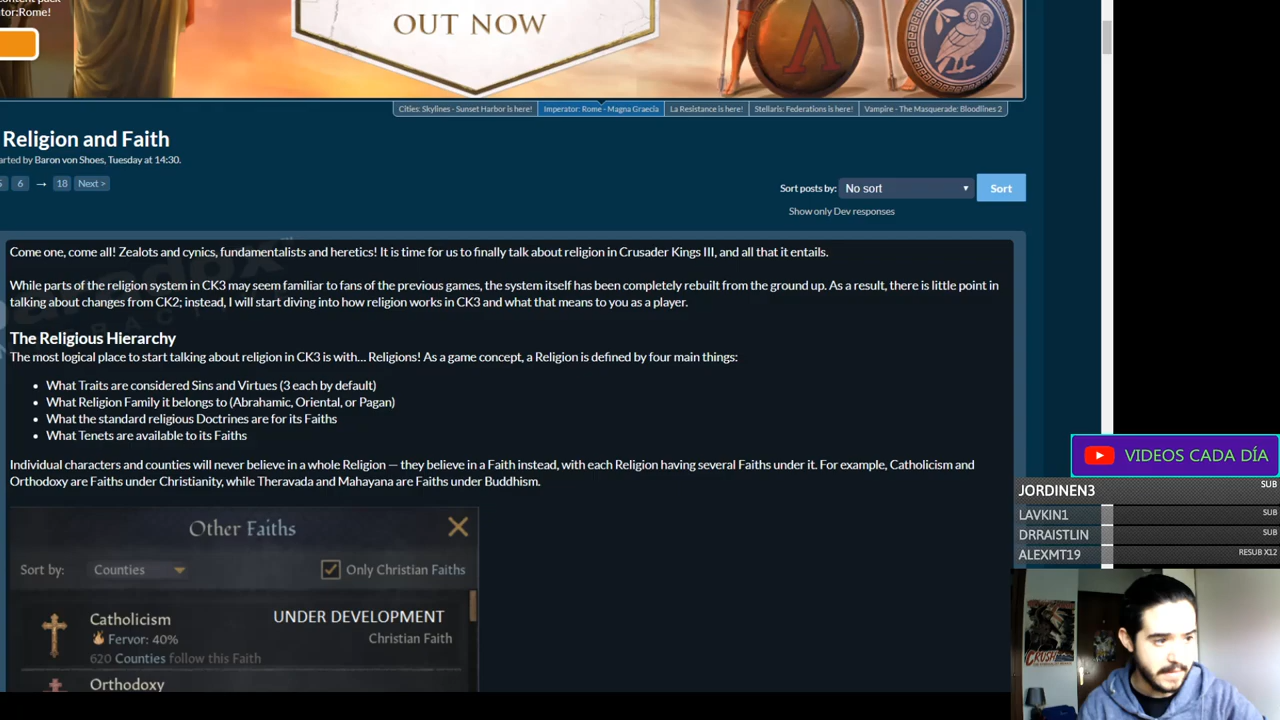 ontent pack
ator:Rome!
OUT NOW
Cities: Skylines - Sunset Harbor is here!
Imperator: Rome - Magna Graecia
La Resistance is here!
Stellaris: Federations is here!
Vampire - The Masquerade: Bloodlines 2
Religion and Faith
arted by Baron von Shoes, Tuesday at 14:30.
6 → 18 Next >
Sort posts by: No sort Sort
Show only Dev responses
Come one, come all! Zealots and cynics, fundamentalists and heretics! It is time for us to finally talk about religion in Crusader Kings III, and all that it entails.
While parts of the religion system in CK3 may seem familiar to fans of the previous games, the system itself has been completely rebuilt from the ground up. As a result, there is little point in
talking about changes from CK2; instead, I will start diving into how religion works in CK3 and what that means to you as a player.
The Religious Hierarchy
The most logical place to start talking about religion in CK3 is with... Religions! As a game concept, a Religion is defined by four main things:
• What Traits are considered Sins and Virtues (3 each by default)
• What Religion Family it belongs to (Abrahamic, Oriental, or Pagan)
• What the standard religious Doctrines are for its Faiths
• What Tenets are available to its Faiths
Individual characters and counties will never believe in a whole Religion — they believe in a Faith instead, with each Religion having several Faiths under it. For example, Catholicism and
Orthodoxy are Faiths under Christianity, while Theravada and Mahayana are Faiths under Buddhism.
Other Faiths
Sort by: Counties Only Christian Faiths
Catholicism UNDER DEVELOPMENT
Fervor: 40% Christian Faith
620 Counties follow this Faith
Orthodoxy
VIDEOS CADA DÍA
JORDINEN3 SUB
LAVKIN1 SUB
DRRAISTLIN SUB
ALEXMT19 RESUB X12